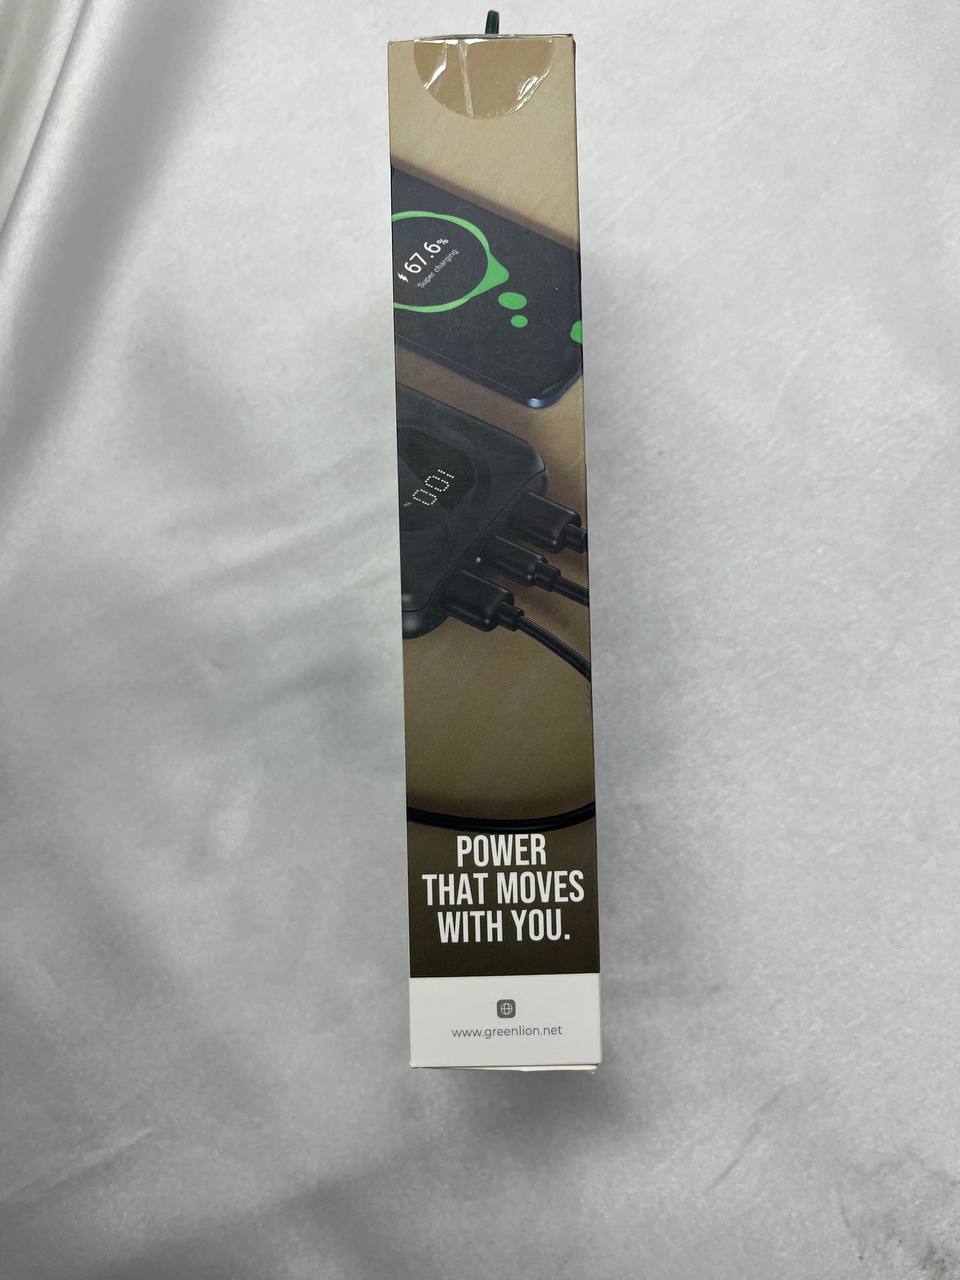 67.6%
Super charging
100%
POWER
THAT MOVES
WITH YOU.
www.greenlion.net